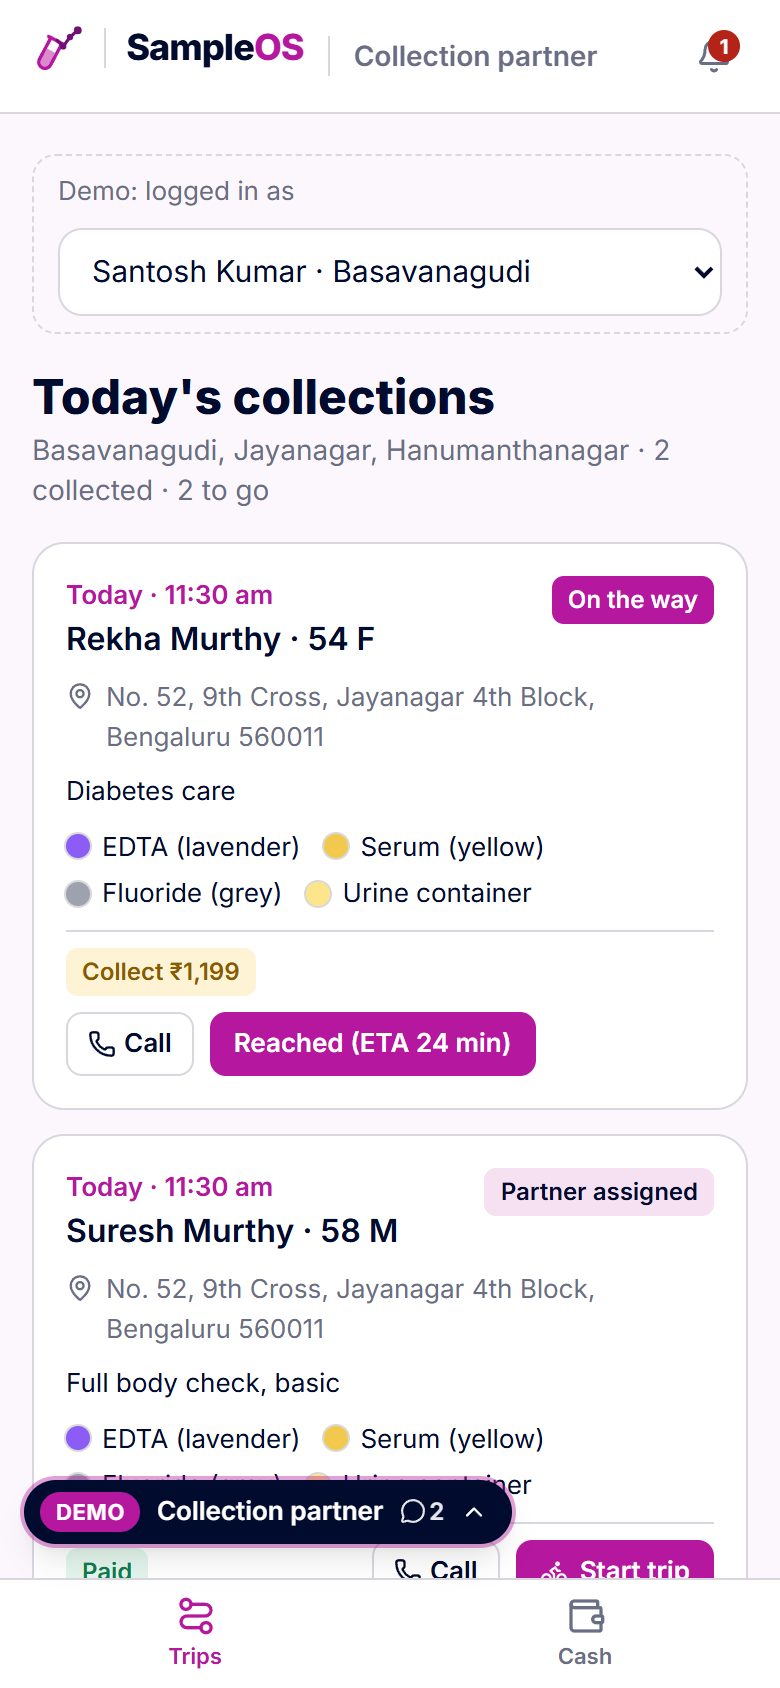 SampleOS
Collection partner
1
Demo: logged in as
Santosh Kumar · Basavanagudi
Today's collections
Basavanagudi, Jayanagar, Hanumanthanagar · 2
collected · 2 to go
Today · 11:30 am
On the way
Rekha Murthy · 54 F
No. 52, 9th Cross, Jayanagar 4th Block,
Bengaluru 560011
Diabetes care
EDTA (lavender) Serum (yellow)
Fluoride (grey) Urine container
Collect ₹1,199
Call Reached (ETA 24 min)
Today · 11:30 am
Partner assigned
Suresh Murthy · 58 M
No. 52, 9th Cross, Jayanagar 4th Block,
Bengaluru 560011
Full body check, basic
EDTA (lavender) Serum (yellow)
Fluoride (grey) Urine container
DEMO Collection partner 2
Paid Call Start trip
Trips Cash